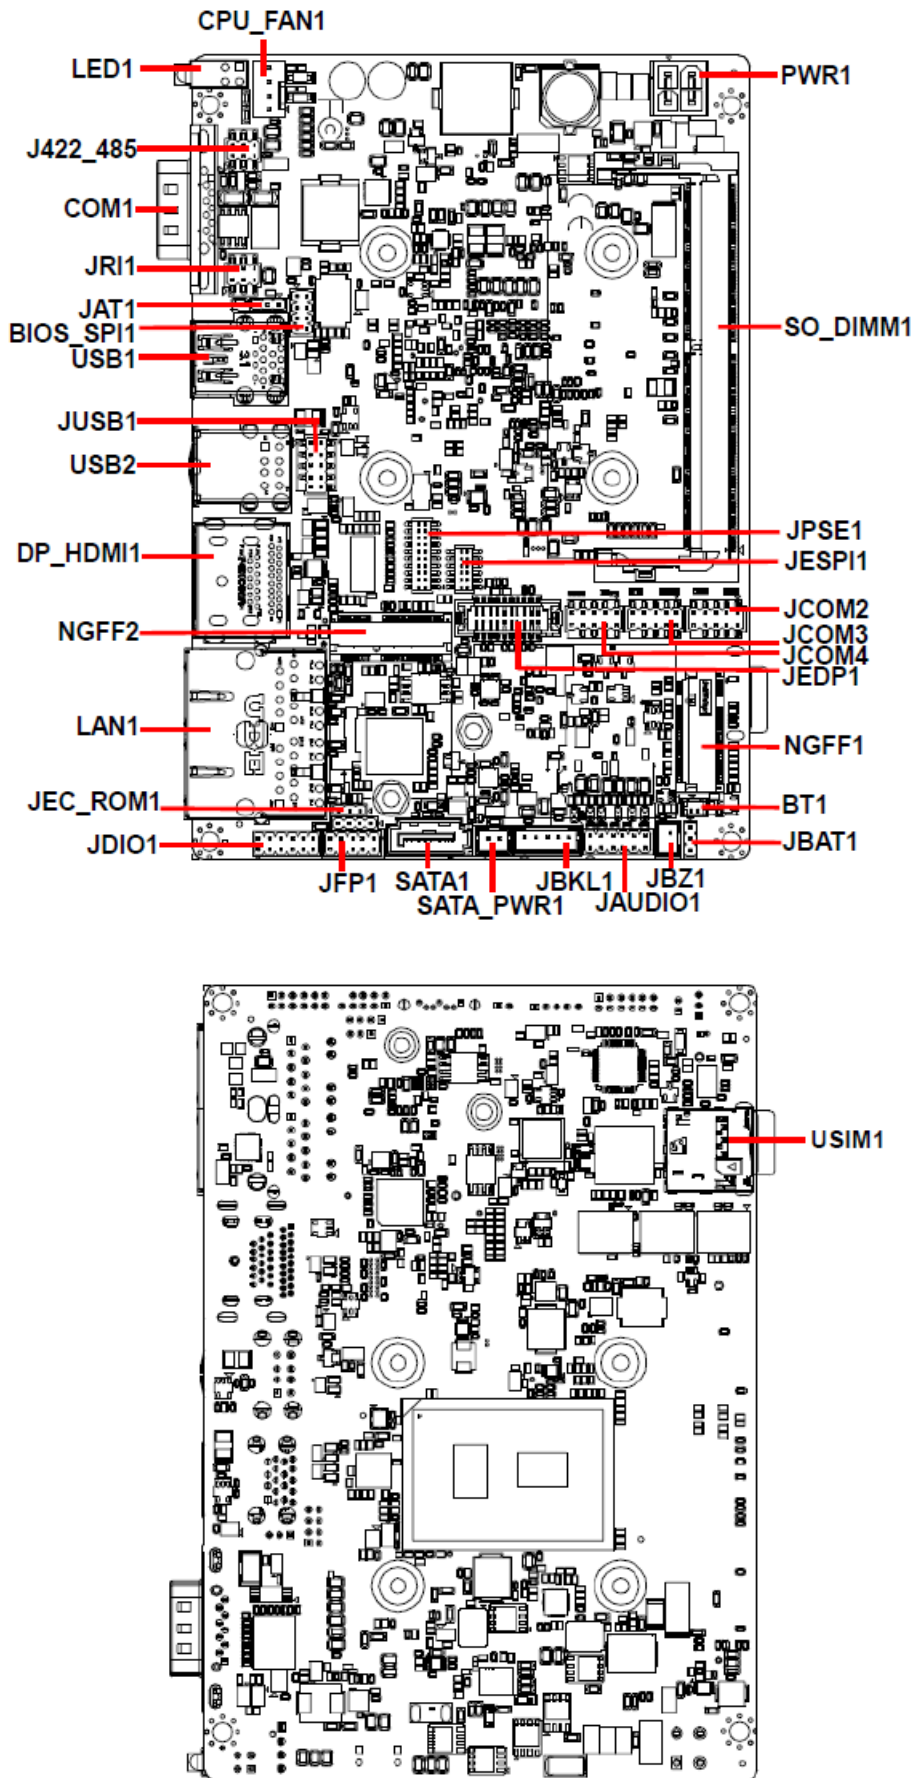 CPU_FAN1
LED1
PWR1
J422_485
COM1
JRI1
JAT1
BIOS_SPI1
SO_DIMM1
USB1
JUSB1
USB2
JPSE1
DP_HDMI1
JESPI1
JCOM2
NGFF2
JCOM3
JCOM4
JEDP1
LAN1
NGFF1
JEC_ROM1
BT1
JDIO1
JBAT1
JFP1
SATA1
JBKL1
JBZ1
SATA_PWR1
JAUDIO1
USIM1